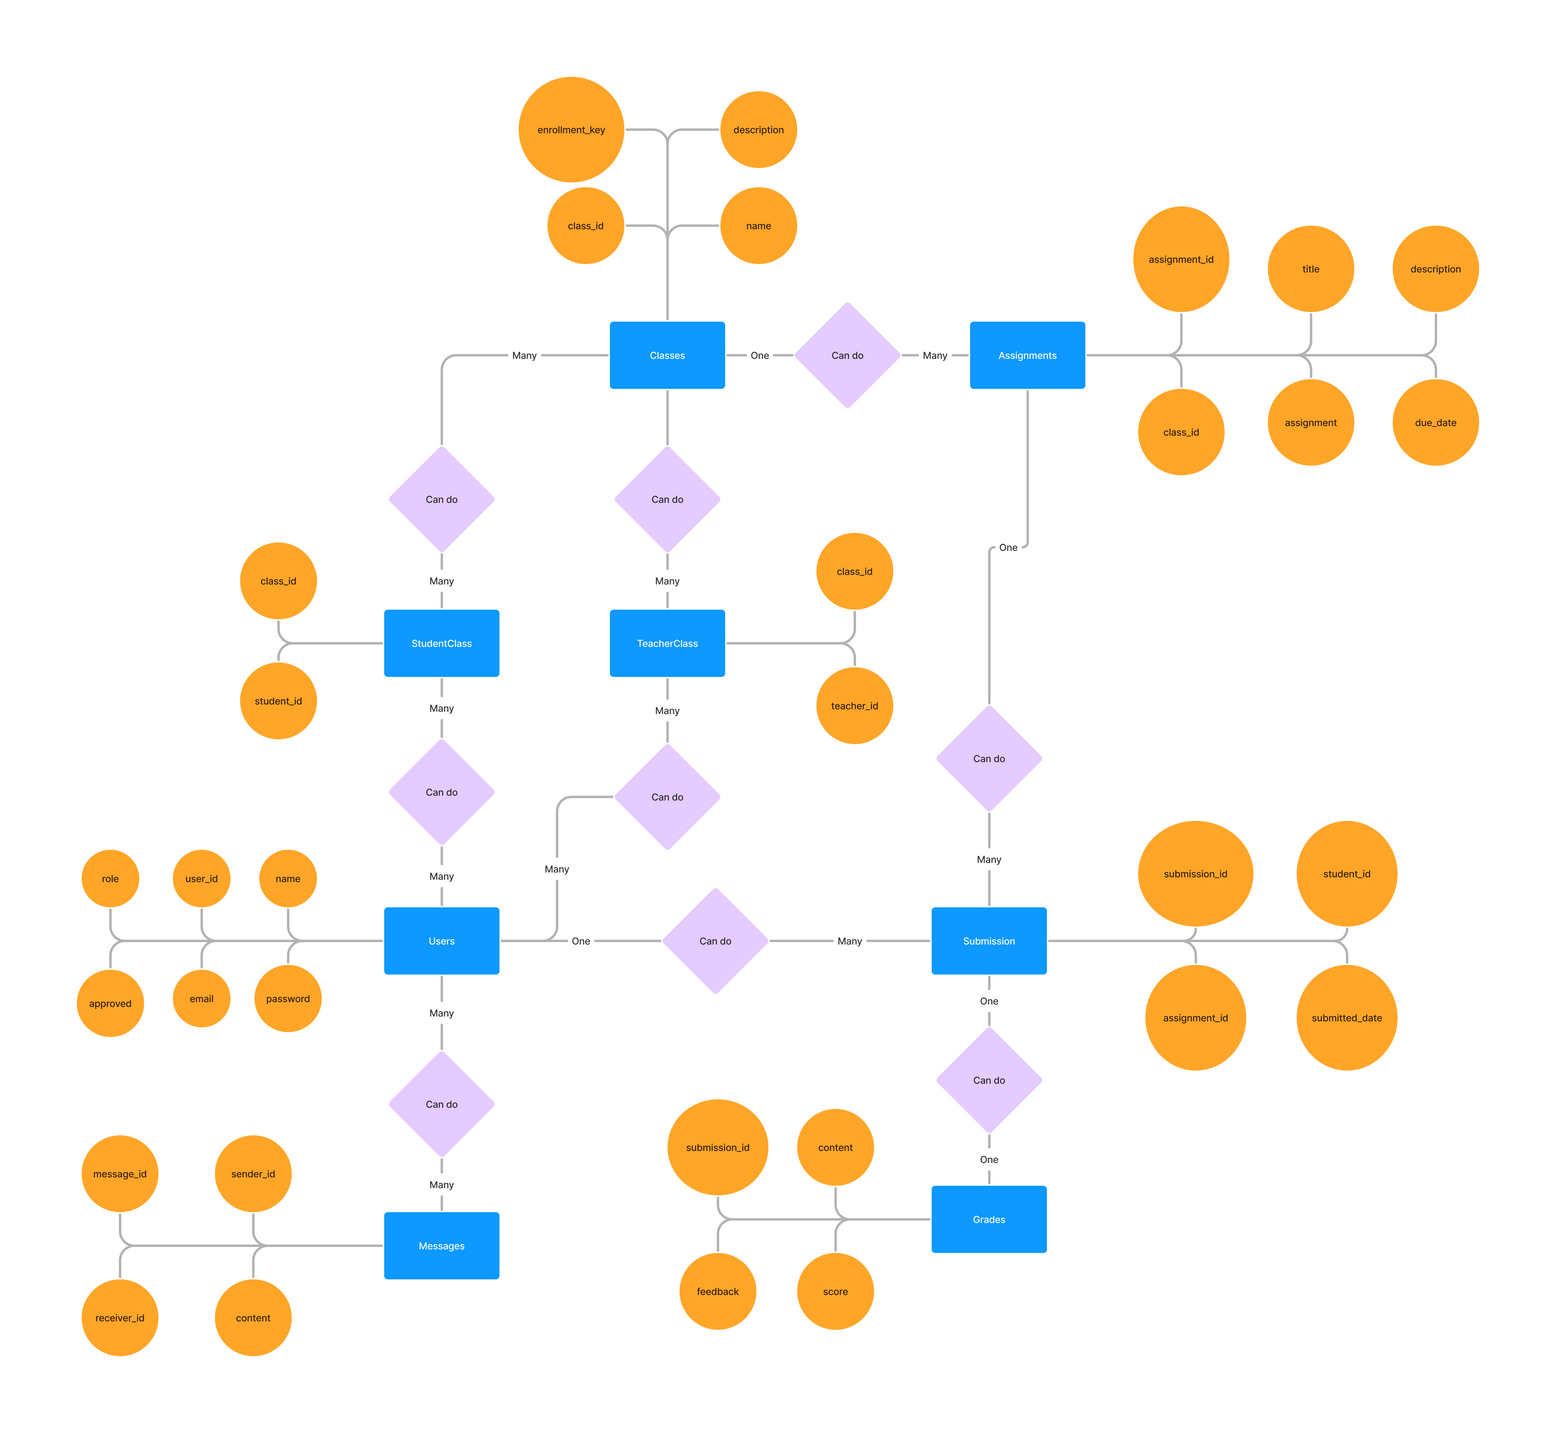 enrollment_key
description
class_id
name
assignment_id
title
description
Many
Classes
One
Can do
Many
Assignments
class_id
assignment
due_date
Can do
Can do
One
class_id
Many
Many
class_id
StudentClass
TeacherClass
student_id
Many
Many
teacher_id
Can do
Can do
Can do
Many
Many
Many
role
user_id
name
submission_id
student_id
Users
One
Can do
Many
Submission
approved
email
password
Many
One
assignment_id
submitted_date
Can do
Can do
message_id
sender_id
submission_id
content
One
Many
Messages
Grades
receiver_id
content
feedback
score